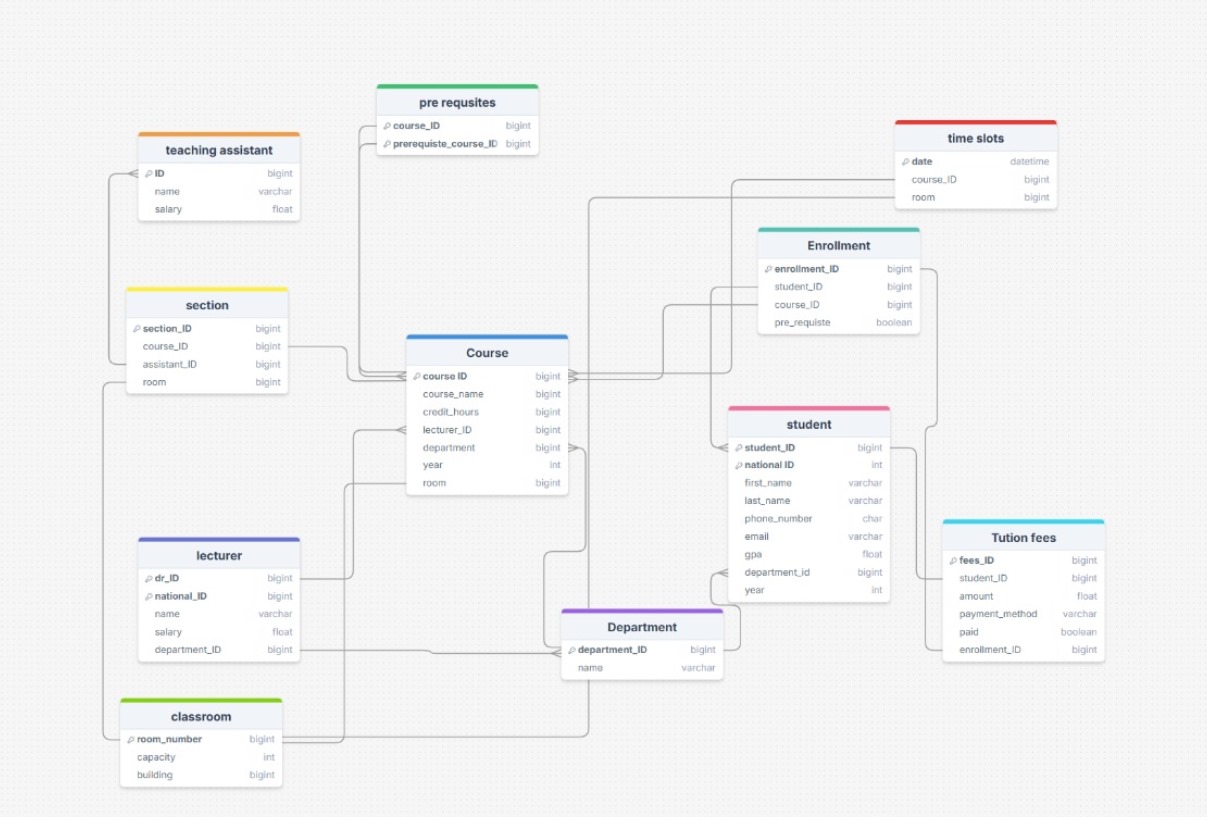 pre requsites
course_ID bigint
prerequiste_course_ID bigint
teaching assistant
ID bigint
name varchar
salary float
time slots
date datetime
course_ID bigint
room bigint
Enrollment
enrollment_ID bigint
student_ID bigint
course_ID bigint
pre_requiste boolean
section
section_ID bigint
course_ID bigint
assistant_ID bigint
room bigint
Course
course ID bigint
course_name bigint
credit_hours bigint
lecturer_ID bigint
department bigint
year int
room bigint
student
student_ID bigint
national ID int
first_name varchar
last_name varchar
phone_number char
email varchar
gpa float
department_id bigint
year int
Tution fees
fees_ID bigint
student_ID bigint
amount float
payment_method varchar
paid boolean
enrollment_ID bigint
lecturer
dr_ID bigint
national_ID bigint
name varchar
salary float
department_ID bigint
Department
department_ID bigint
name varchar
classroom
room_number bigint
capacity int
building bigint